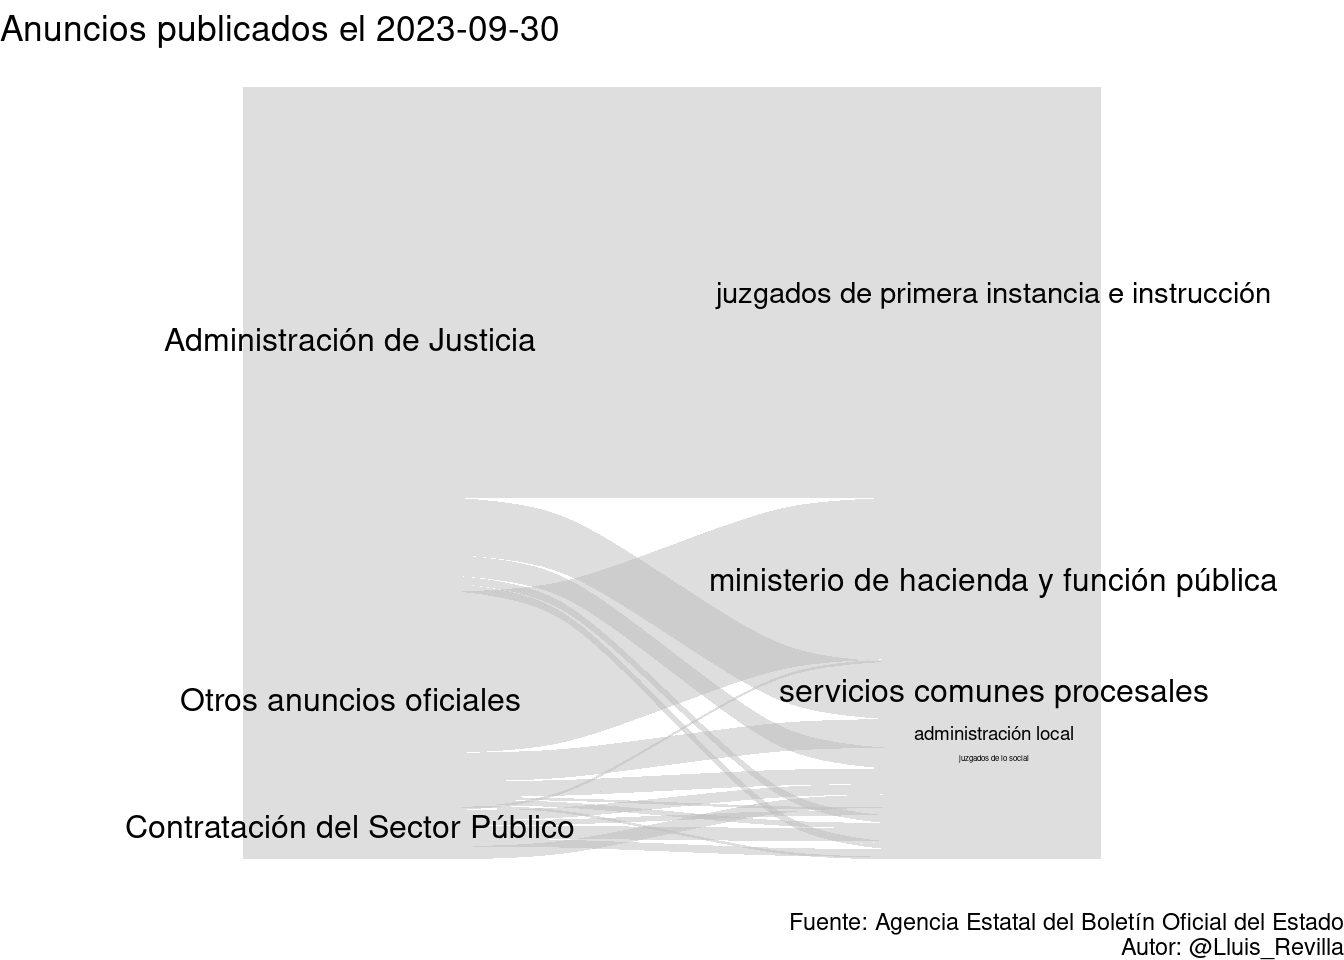 Anuncios publicados el 2023-09-30
juzgados de primera instancia e instrucción
Administración de Justicia
ministerio de hacienda y función pública
Otros anuncios oficiales
servicios comunes procesales
administración local
juzgados de lo social
Contratación del Sector Público
Fuente: Agencia Estatal del Boletín Oficial del Estado
Autor: @Lluis_Revilla